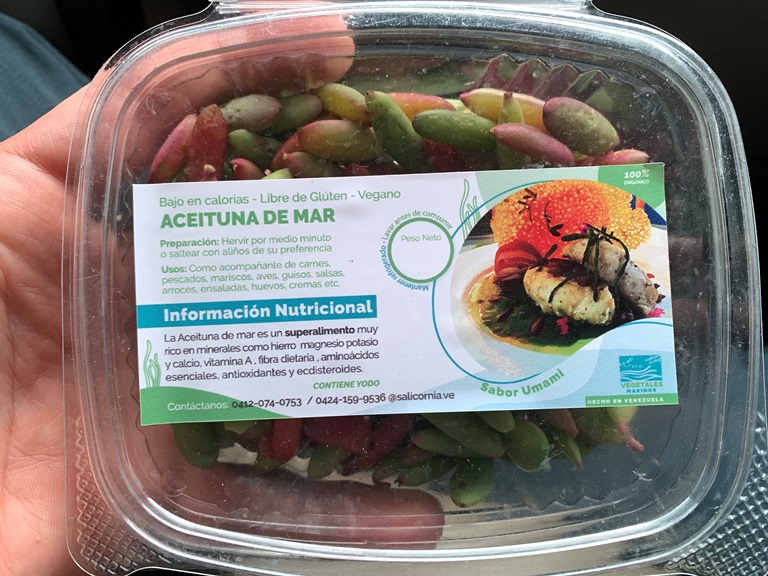 Bajo en calorías - Libre de Glúten - Vegano
ACEITUNA DE MAR
Preparación: Hervir por medio minuto
o saltear con aliños de su preferencia
Usos: Como acompañante de carnes,
pescados, mariscos, aves, guisos, salsas,
arroces, ensaladas, huevos, cremas etc.
Información Nutricional
La Aceituna de mar es un superalimento muy
rico en minerales como hierro magnesio potasio
y calcio, vitamina A , fibra dietaria , aminoácidos
esenciales, antioxidantes y ecdisteroides.
CONTIENE YODO
Contáctanos: 0412-074-0753 / 0424-159-9536 @salicornia.ve
Mantener refrigerado - Lavar antes de consumir
Peso Neto
100%
ORGÁNICO
Sabor Umami
VEGETALES
MARINOS
HECHO EN VENEZUELA